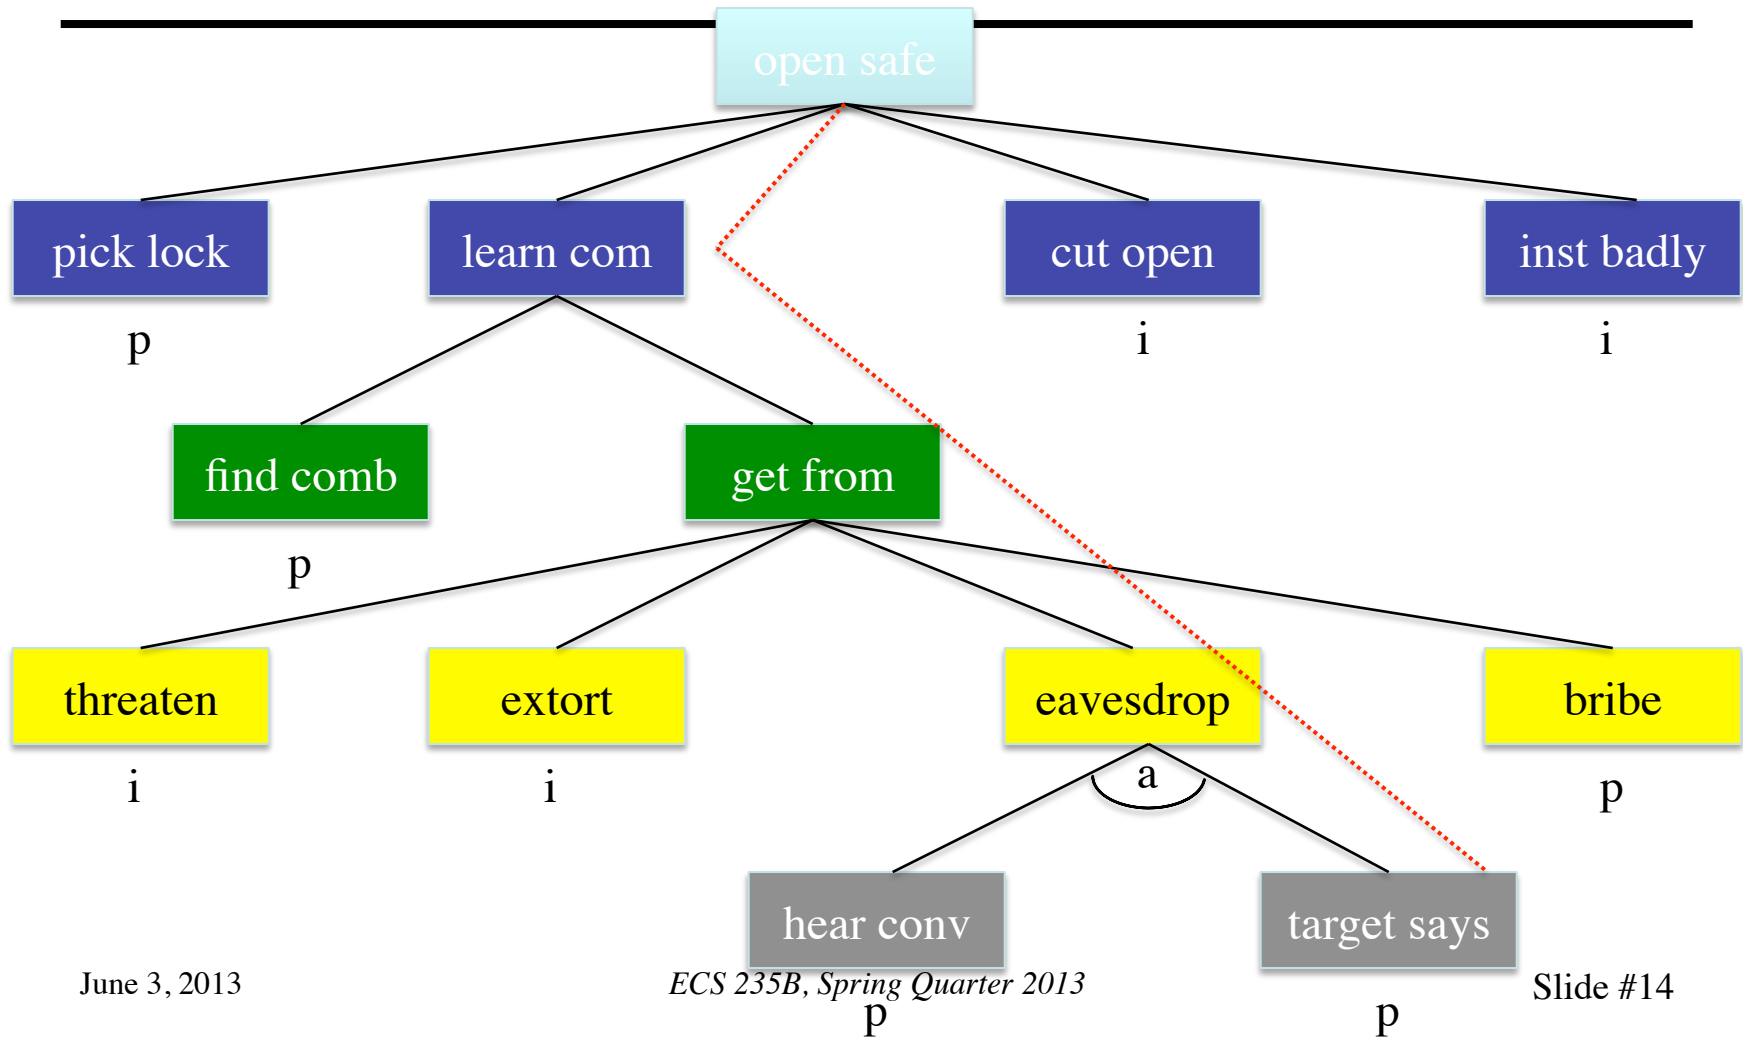 open safe
pick lock
learn com
cut open
inst badly
p
i
i
find comb
get from
p
threaten
extort
eavesdrop
bribe
i
i
a
p
hear conv
target says
June 3, 2013
ECS 235B, Spring Quarter 2013
Slide #14
p
p